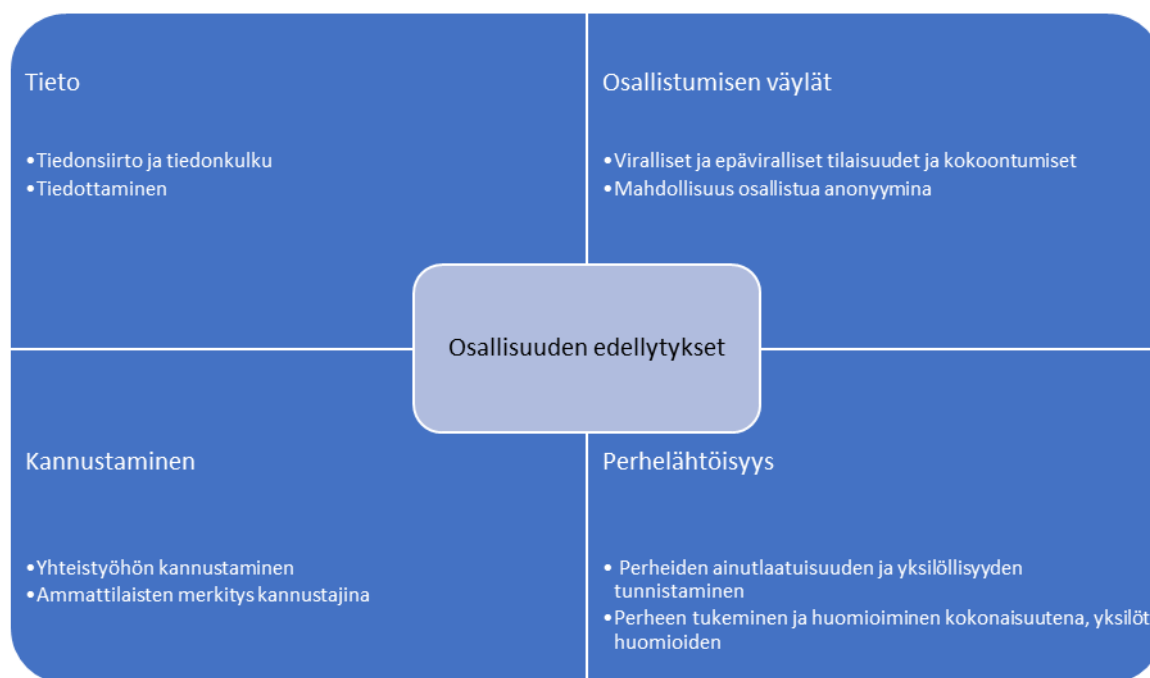 Tieto
•Tiedonsiirto ja tiedonkulku
•Tiedottaminen
Osallistumisen väylät
•Viralliset ja epäviralliset tilaisuudet ja kokoontumiset
•Mahdollisuus osallistua anonyymina
Osallisuuden edellytykset
Kannustaminen
•Yhteistyöhön kannustaminen
•Ammattilaisten merkitys kannustajina
Perhelähtöisyys
• Perheiden ainutlaatuisuuden ja yksilöllisyyden
tunnistaminen
•Perheen tukeminen ja huomioiminen kokonaisuutena, yksilöt
huomioiden